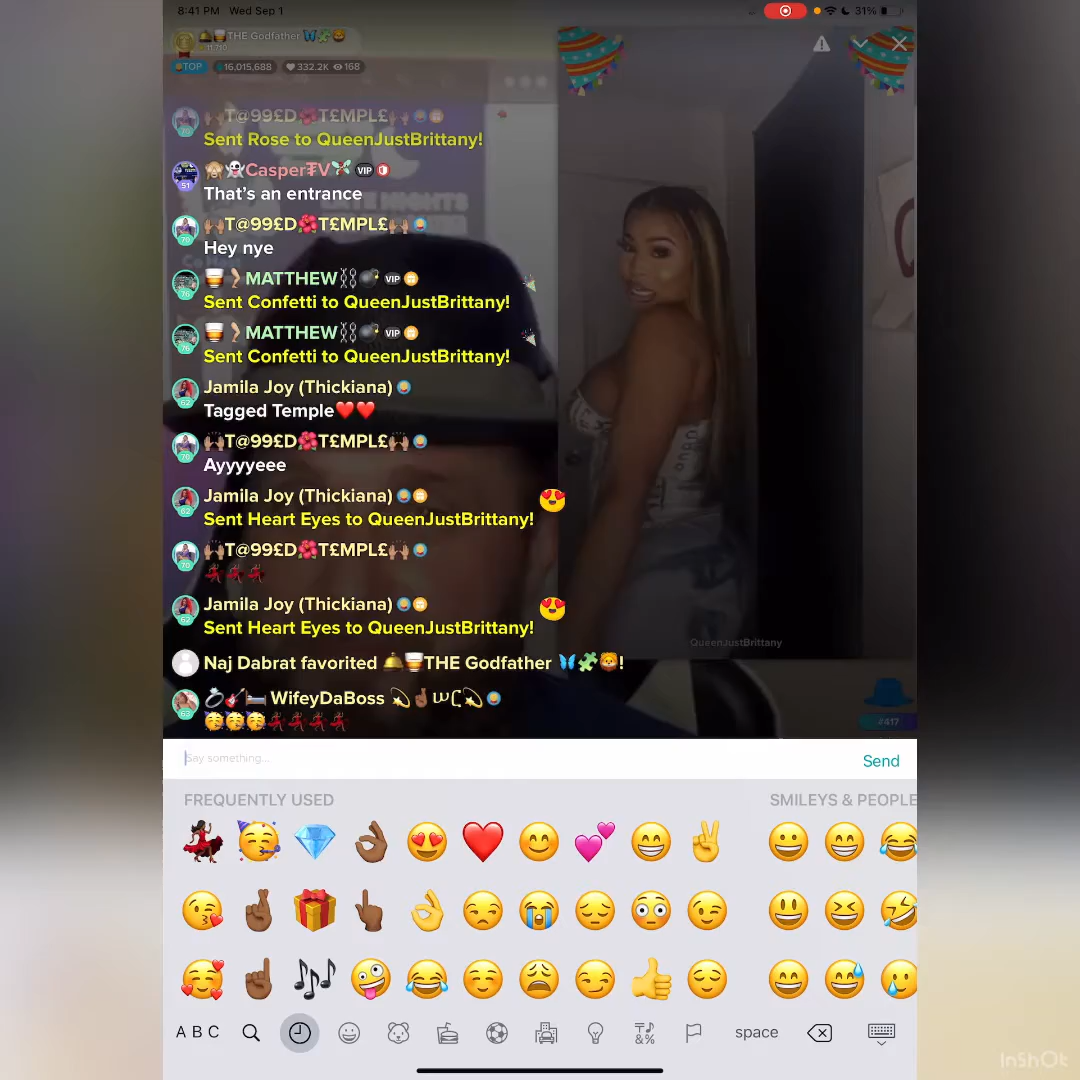 8:41 PM Wed Sep 1
31%
🛎️🥃THE Godfather 🦋🧩🦁
TOP 16,015,688 332.2K 168
🙌🏽T@99£D🌺T£MPL£🙌🏽
Sent Rose to QueenJustBrittany!
🙈👻Casper₮V VIP
That's an entrance
🙌🏽T@99£D🌺T£MPL£🙌🏽
Hey nye
🥃🦯MATTHEW⛓️💣 VIP
Sent Confetti to QueenJustBrittany!
🥃🦯MATTHEW⛓️💣 VIP
Sent Confetti to QueenJustBrittany!
Jamila Joy (Thickiana)
Tagged Temple❤️❤️
🙌🏽T@99£D🌺T£MPL£🙌🏽
Ayyyyeee
Jamila Joy (Thickiana)
Sent Heart Eyes to QueenJustBrittany!
🙌🏽T@99£D🌺T£MPL£🙌🏽
💃🏾💃🏾💃🏾
Jamila Joy (Thickiana)
Sent Heart Eyes to QueenJustBrittany!
QueenJustBrittany
Naj Dabrat favorited 🛎️🥃THE Godfather 🦋🧩🦁!
💍🎸🛏️ WifeyDaBoss 💫
🥳🥳🥳💃🏾💃🏾💃🏾💃🏾
#417
Say something...
Send
FREQUENTLY USED SMILEYS & PEOPLE
A B C space
InShOt